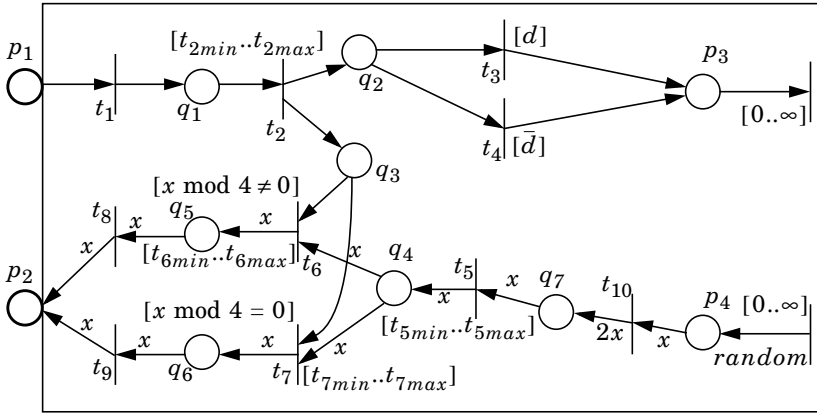 p1
[t2min..t2max]
t1
q1
t2
q2
[d]
t3
p3
[0..∞]
t4
[d̄]
q3
[x mod 4 ≠ 0]
t8
q5
x
x
x
[t6min..t6max]
t6
x
q4
t5
x
x
q7
t10
2x
x
p4
[0..∞]
random
[t5min..t5max]
p2
[x mod 4 = 0]
x
x
x
x
t9
q6
t7
[t7min..t7max]